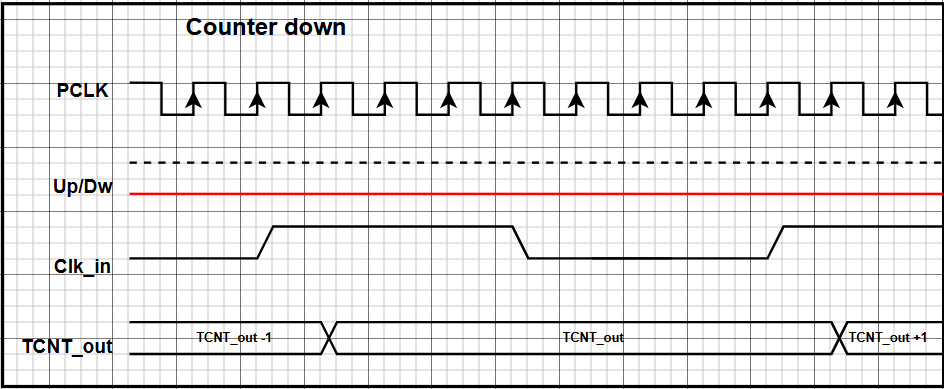 Counter down
PCLK
Up/Dw
Clk_in
TCNT_out
TCNT_out -1
TCNT_out
TCNT_out +1